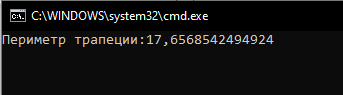 C:\WINDOWS\system32\cmd.exe
Периметр трапеции:17,6568542494924